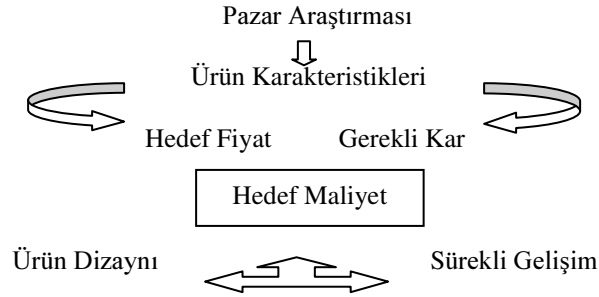 Pazar Araştırması
Ürün Karakteristikleri
Hedef Fiyat Gerekli Kar
Hedef Maliyet
Ürün Dizaynı Sürekli Gelişim